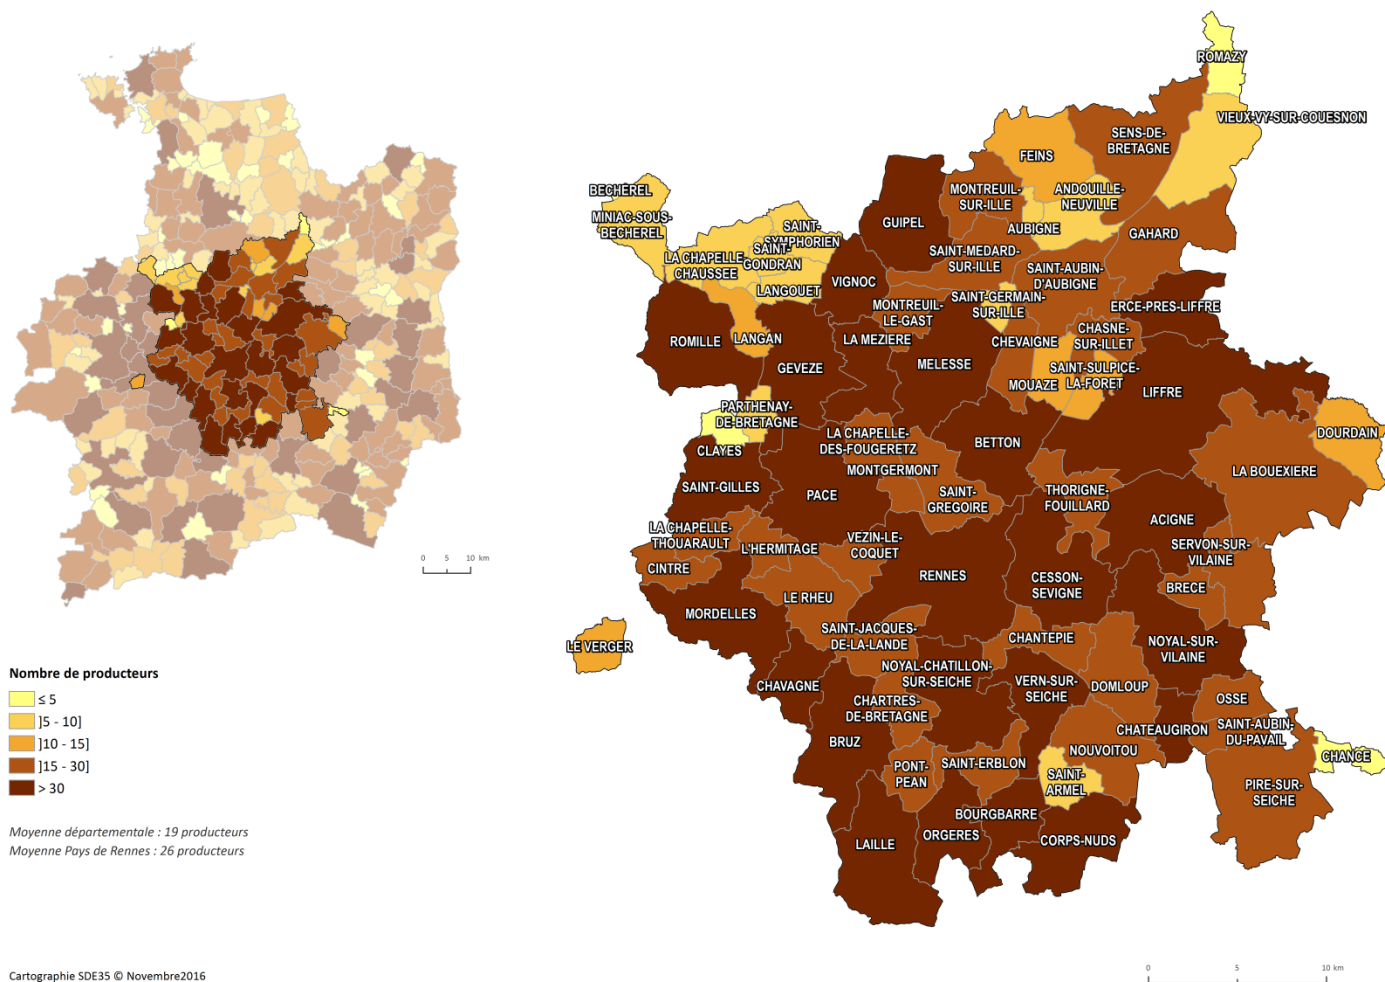 ROMAZY
VIEUX-VY-SUR-COUESNON
SENS-DE-
BRETAGNE
FEINS
ANDOUILLE-
NEUVILLE
MONTREUIL-
SUR-ILLE
BECHEREL
MINIAC-SOUS-
BECHEREL
GUIPEL
AUBIGNE
GAHARD
SAINT-
SYMPHORIEN
SAINT-
GONDRAN
LA CHAPELLE
CHAUSSEE
LANGOUET
SAINT-MEDARD-
SUR-ILLE
VIGNOC
SAINT-AUBIN-
D'AUBIGNE
SAINT-GERMAIN-
SUR-ILLE
MONTREUIL-
LE-GAST
ERCE-PRES-LIFFRE
ROMILLE
LANGAN
LA MEZIERE
CHEVAIGNE
CHASNE-
SUR-ILLET
GEVEZE
MELESSE
MOUAZE
SAINT-SULPICE-
LA-FORET
LIFFRE
PARTHENAY-
DE-BRETAGNE
CLAYES
LA CHAPELLE-
DES-FOUGERETZ
BETTON
DOURDAIN
MONTGERMONT
LA BOUEXIERE
SAINT-GILLES
PACE
SAINT-
GREGOIRE
THORIGNE-
FOUILLARD
ACIGNE
LA CHAPELLE-
THOUARAULT
L'HERMITAGE
VEZIN-LE-
COQUET
SERVON-SUR-
VILAINE
CINTRE
RENNES
CESSON-
SEVIGNE
BRECE
LE RHEU
MORDELLES
SAINT-JACQUES-
DE-LA-LANDE
CHANTEPIE
NOYAL-SUR-
VILAINE
LE VERGER
NOYAL-CHATILLON-
SUR-SEICHE
CHAVAGNE
VERN-SUR-
SEICHE
DOMLOUP
OSSE
CHARTRES-
DE-BRETAGNE
CHATEAUGIRON
SAINT-AUBIN-
DU-PAVAIL
BRUZ
NOUVOITOU
CHANCE
PONT-
PEAN
SAINT-ERBLON
SAINT-
ARMEL
PIRE-SUR-
SEICHE
BOURGBARRE
LAILLE
ORGERES
CORPS-NUDS
0 5 10 km
Nombre de producteurs
≤ 5
]5 - 10]
]10 - 15]
]15 - 30]
> 30
Moyenne départementale : 19 producteurs
Moyenne Pays de Rennes : 26 producteurs
Cartographie SDE35 © Novembre2016
0 5 10 km